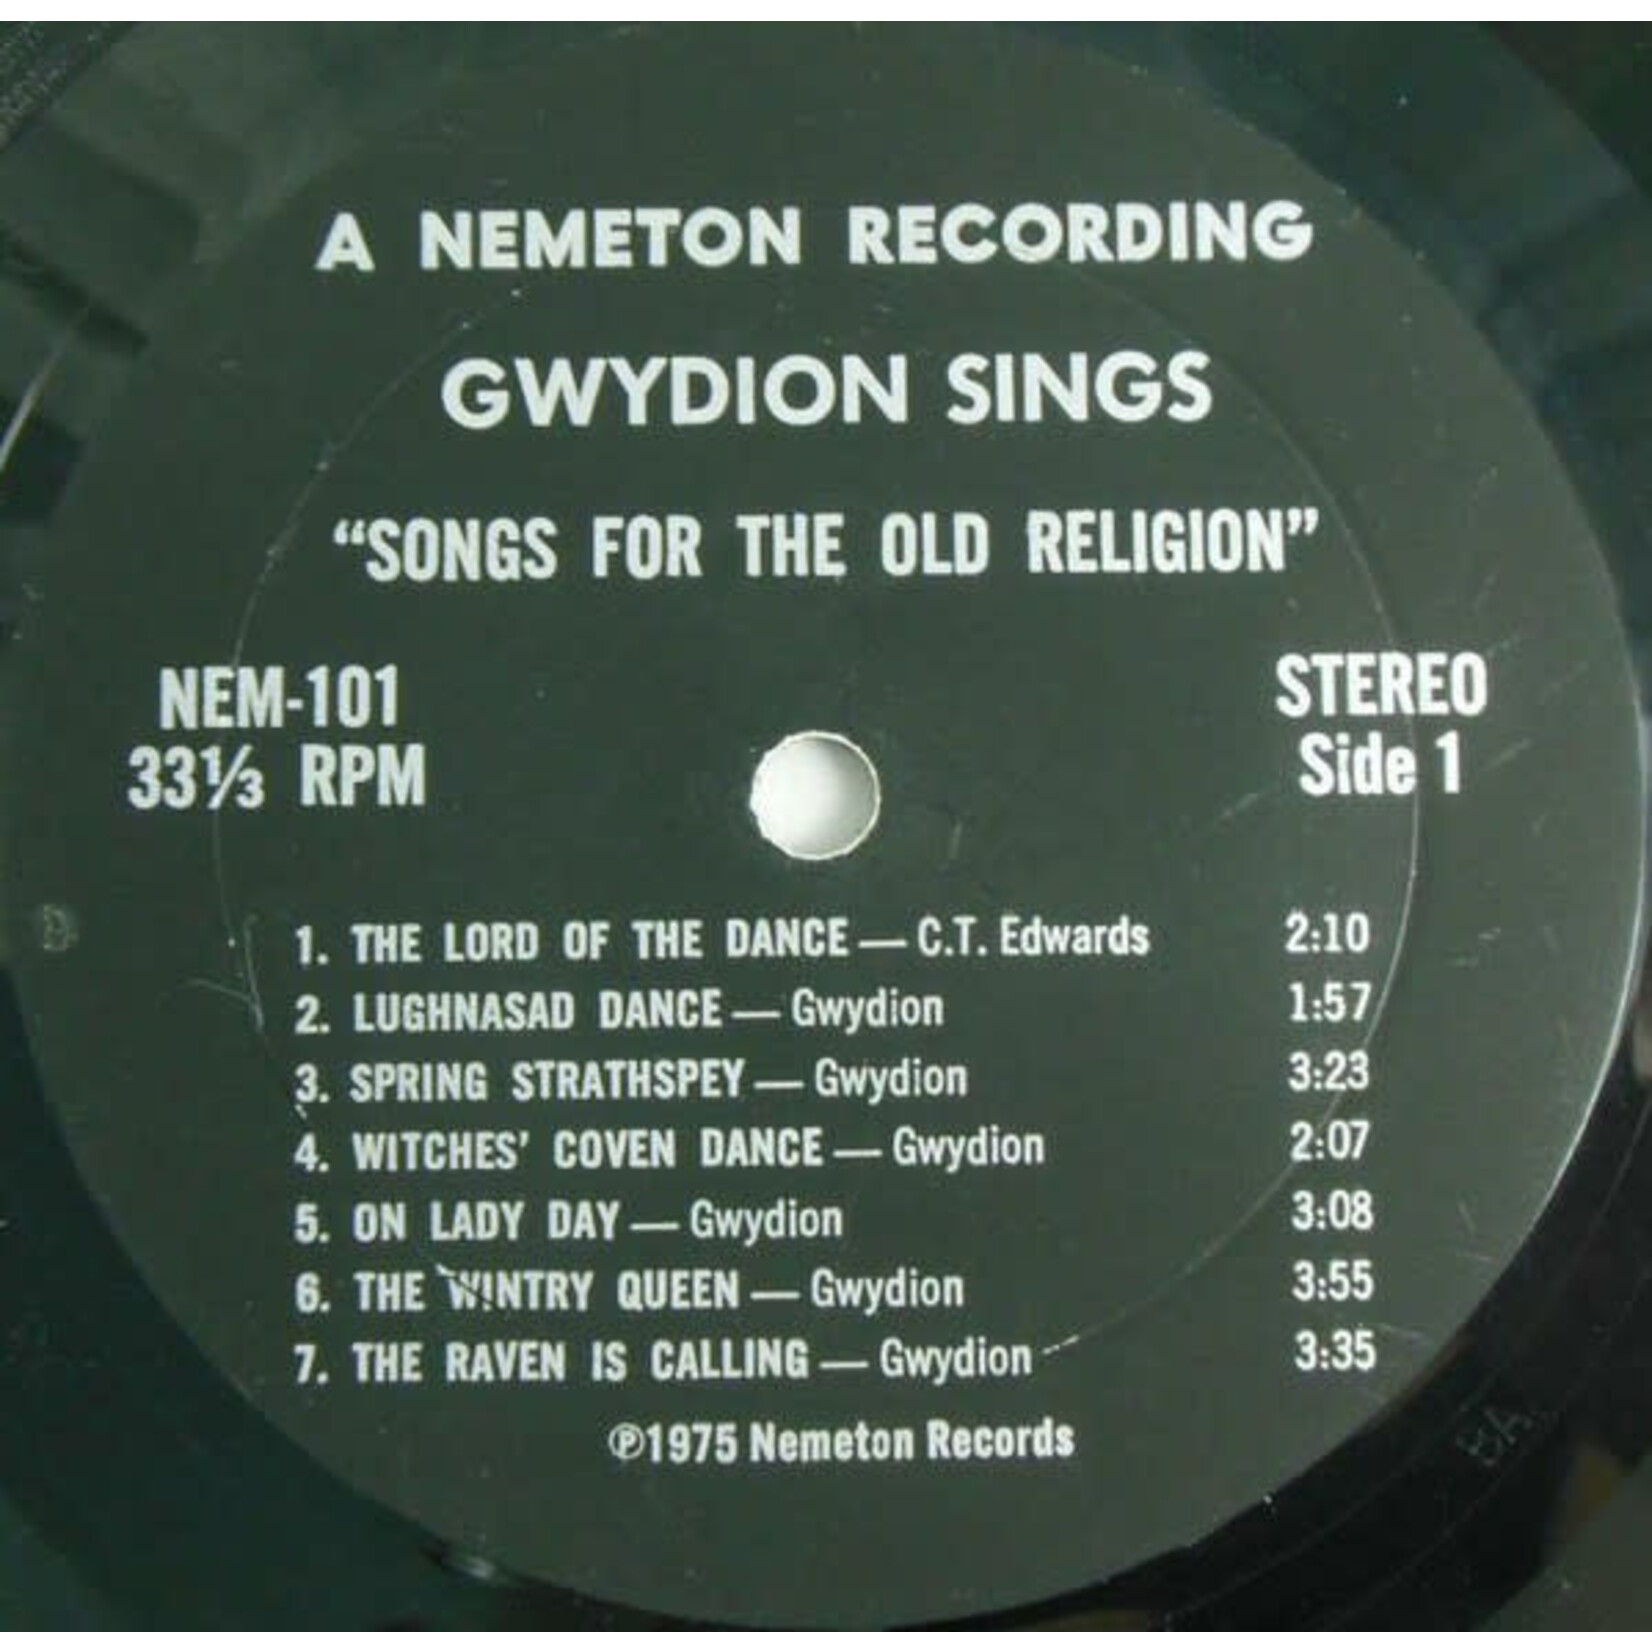 A NEMETON RECORDING
GWYDION SINGS
“SONGS FOR THE OLD RELIGION”
NEM-101
33⅓ RPM
STEREO
Side 1
1. THE LORD OF THE DANCE — C.T. Edwards 2:10
2. LUGHNASAD DANCE — Gwydion 1:57
3. SPRING STRATHSPEY — Gwydion 3:23
4. WITCHES’ COVEN DANCE — Gwydion 2:07
5. ON LADY DAY — Gwydion 3:08
6. THE WINTRY QUEEN — Gwydion 3:55
7. THE RAVEN IS CALLING — Gwydion 3:35
℗1975 Nemeton Records